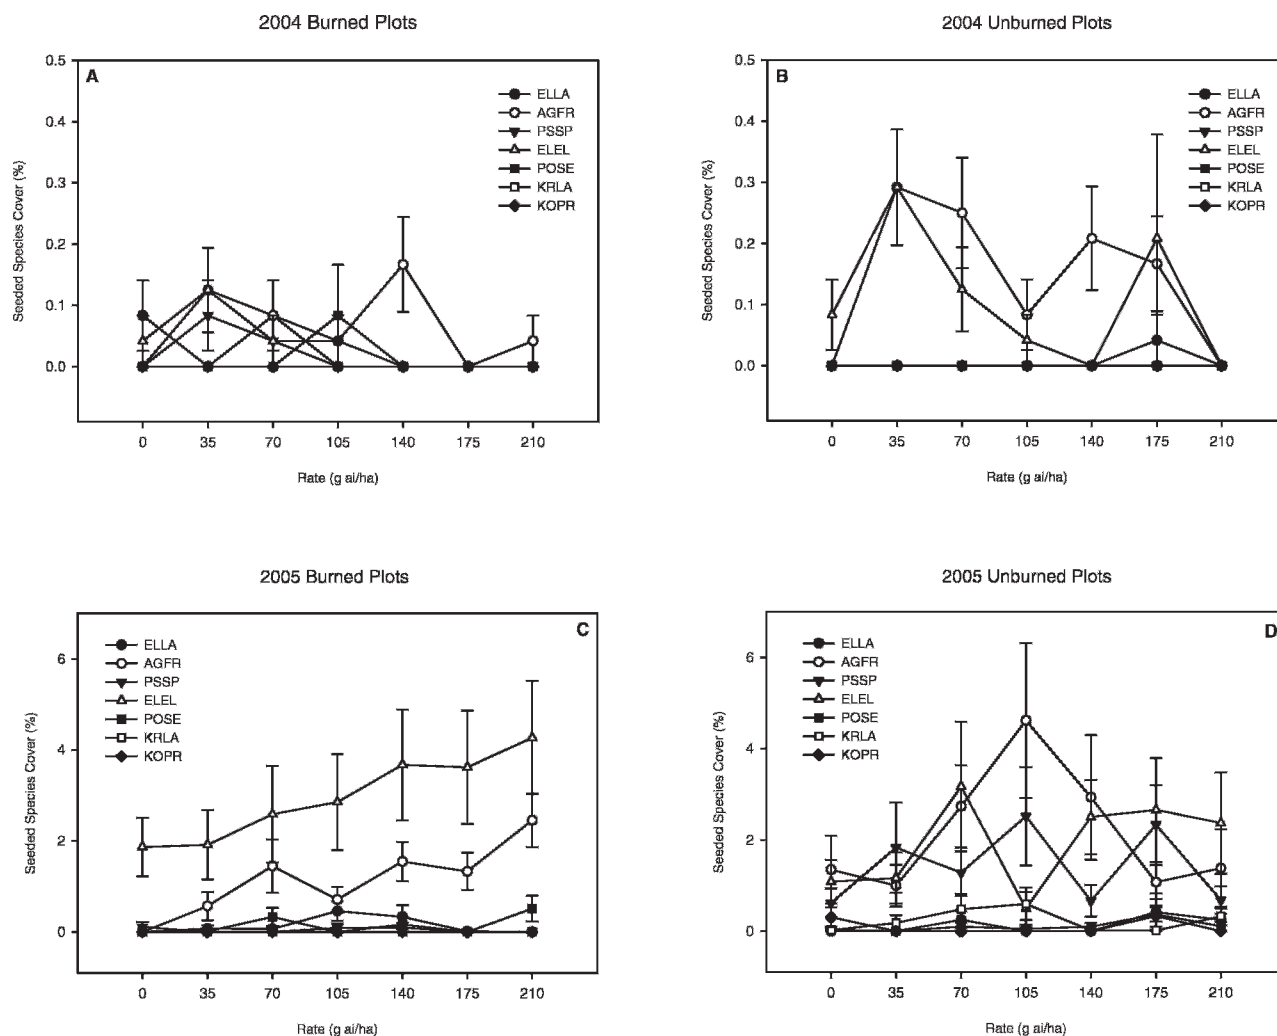 2004 Burned Plots
A
ELLA
AGFR
PSSP
ELEL
POSE
KRLA
KOPR
0.5
0.4
0.3
0.2
0.1
0.0
Seeded Species Cover (%)
0 35 70 105 140 175 210
Rate (g ai/ha)
2004 Unburned Plots
B
ELLA
AGFR
PSSP
ELEL
POSE
KRLA
KOPR
0.5
0.4
0.3
0.2
0.1
0.0
Seeded Species Cover (%)
0 35 70 105 140 175 210
Rate (g ai/ha)
2005 Burned Plots
C
ELLA
AGFR
PSSP
ELEL
POSE
KRLA
KOPR
6
4
2
0
Seeded Species Cover (%)
0 35 70 105 140 175 210
Rate (g ai/ha)
2005 Unburned Plots
D
ELLA
AGFR
PSSP
ELEL
POSE
KRLA
KOPR
6
4
2
0
Seeded Species Cover (%)
0 35 70 105 140 175 210
Rate (g ai/ha)